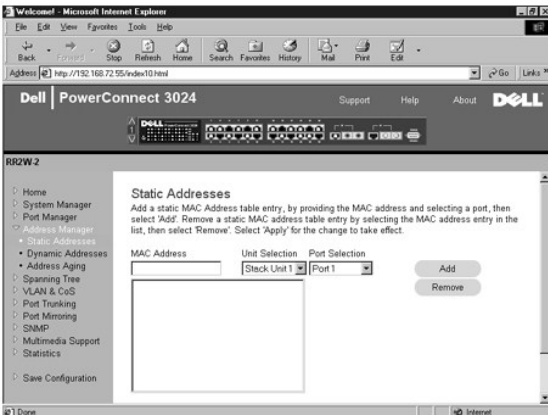 Welcome! - Microsoft Internet Explorer
File Edit View Favorites Tools Help
Back Forward Stop Refresh Home Search Favorites History Mail Print Edit
Address http://192.168.72.55/index10.html Go Links »
Dell PowerConnect 3024 Support Help About DELL
1 DELL
RR2W-2
Home
System Manager
Port Manager
Address Manager
Static Addresses
Dynamic Addresses
Address Aging
Spanning Tree
VLAN & CoS
Port Trunking
Port Mirroring
SNMP
Multimedia Support
Statistics
Save Configuration
Static Addresses
Add a static MAC Address table entry, by providing the MAC address and selecting a port, then
select 'Add'. Remove a static MAC address table entry by selecting the MAC address entry in the
list, then select 'Remove'. Select 'Apply' for the change to take effect.
MAC Address Unit Selection Port Selection
Stack Unit 1 Port 1 Add
Remove
Done Internet